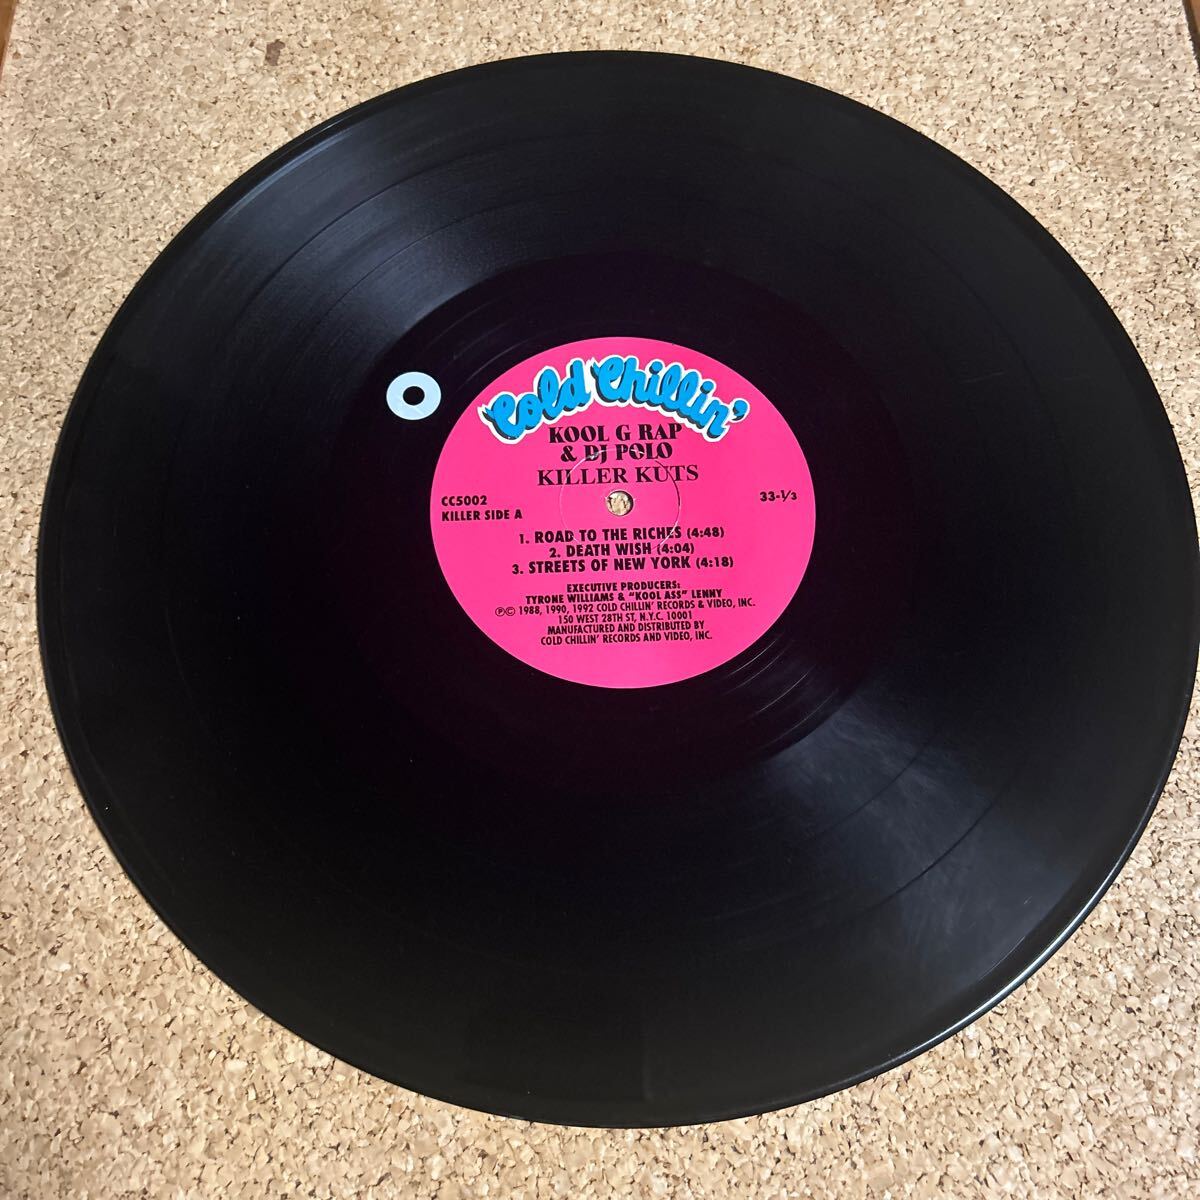 Cold Chillin'
KOOL G RAP
& DJ POLO
KILLER KUTS
CC5002
KILLER SIDE A
33-1/3
1. ROAD TO THE RICHES (4:48)
2. DEATH WISH (4:04)
3. STREETS OF NEW YORK (4:18)
EXECUTIVE PRODUCERS:
TYRONE WILLIAMS & "KOOL ASS" LENNY
℗© 1988, 1990, 1992 COLD CHILLIN' RECORDS & VIDEO, INC.
150 WEST 28TH ST, N.Y.C. 10001
MANUFACTURED AND DISTRIBUTED BY
COLD CHILLIN' RECORDS AND VIDEO, INC.